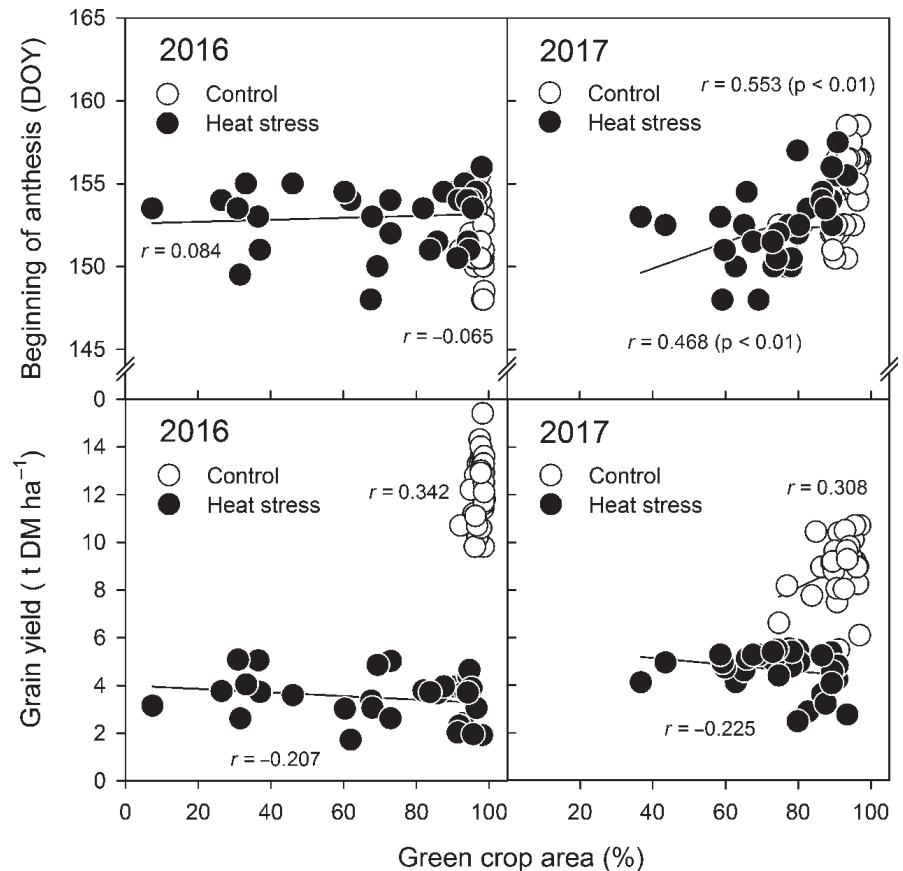 165
160
155
150
145
Beginning of anthesis (DOY)
2016
Control
Heat stress
r = 0.084
r = −0.065
2017
Control
Heat stress
r = 0.553 (p < 0.01)
r = 0.468 (p < 0.01)
0
14
12
10
8
6
4
2
0
Grain yield ( t DM ha⁻¹)
2016
Control
Heat stress
r = 0.342
r = −0.207
2017
Control
Heat stress
r = 0.308
r = −0.225
0 20 40 60 80 100 20 40 60 80 100
Green crop area (%)